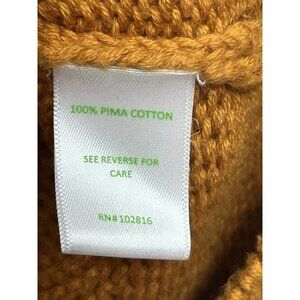 100% PIMA COTTON
SEE REVERSE FOR
CARE
RN#102816